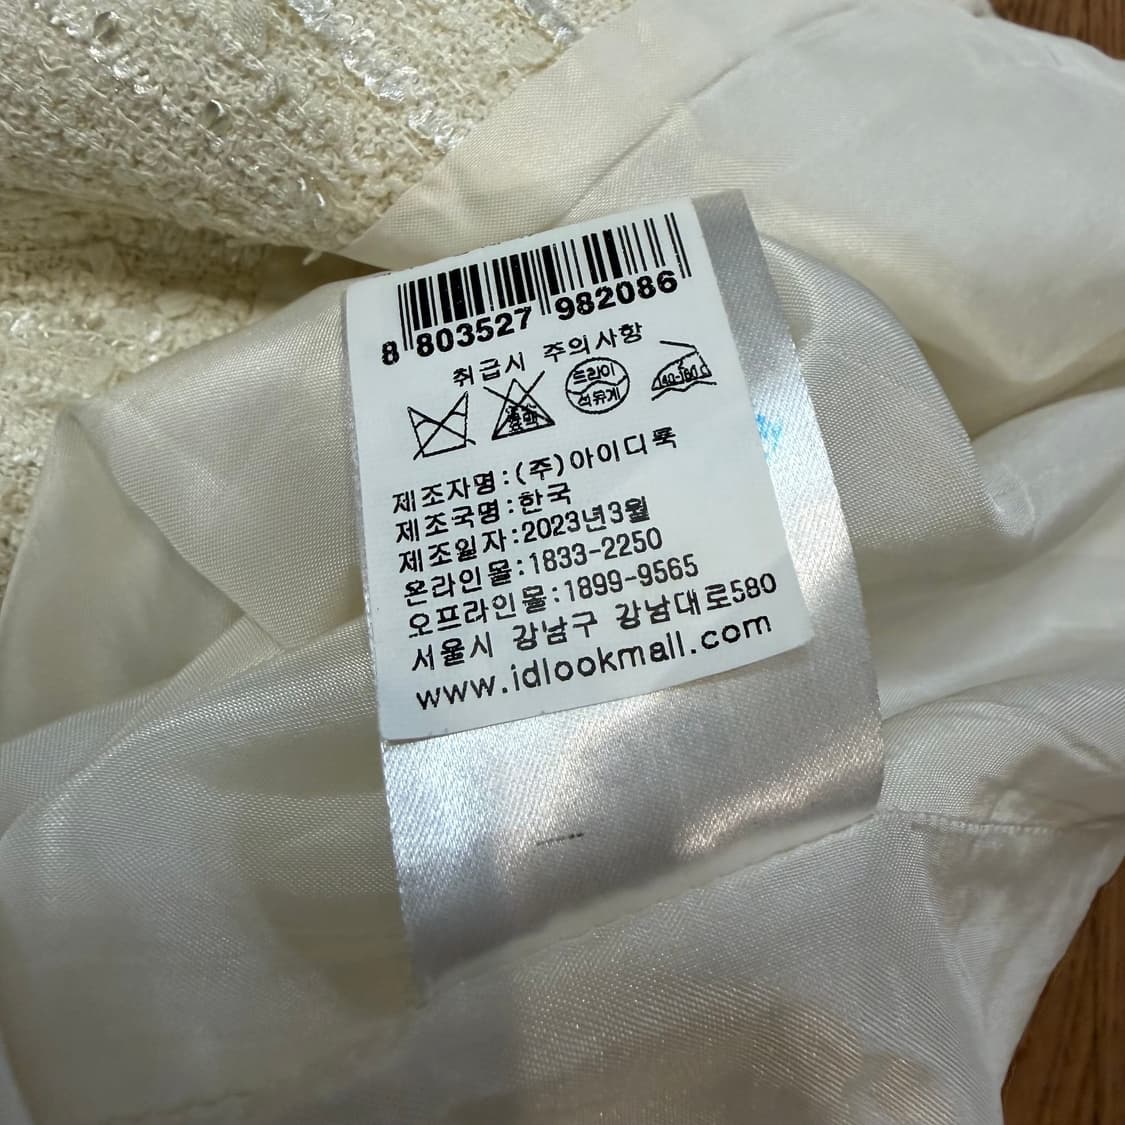 8 803527 982086
취급시 주의사항
드라이
석유계
140-160℃
제조자명:(주)아이디룩
제조국명:한국
제조일자:2023년3월
온라인몰:1833-2250
오프라인몰:1899-9565
서울시 강남구 강남대로580
www.idlookmall.com